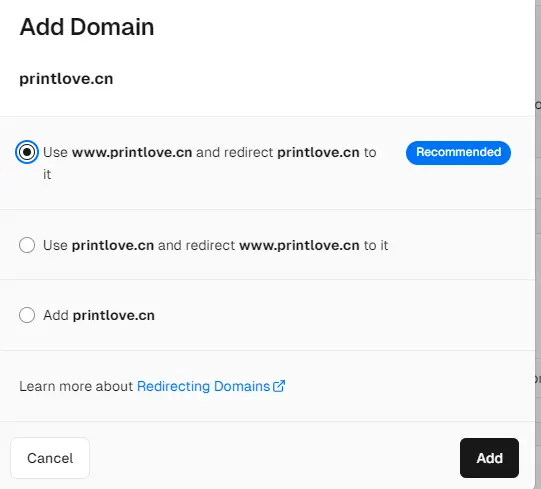 Add Domain
printlove.cn
Use www.printlove.cn and redirect printlove.cn to
it
Recommended
Use printlove.cn and redirect www.printlove.cn to it
Add printlove.cn
Learn more about Redirecting Domains
Cancel
Add